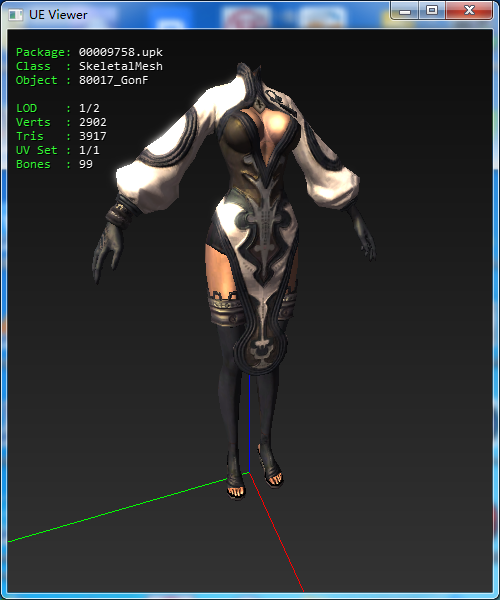 UE Viewer
Package: 00009758.upk
Class  : SkeletalMesh
Object : 80017_GonF
LOD    : 1/2
Verts  : 2902
Tris   : 3917
UV Set : 1/1
Bones  : 99